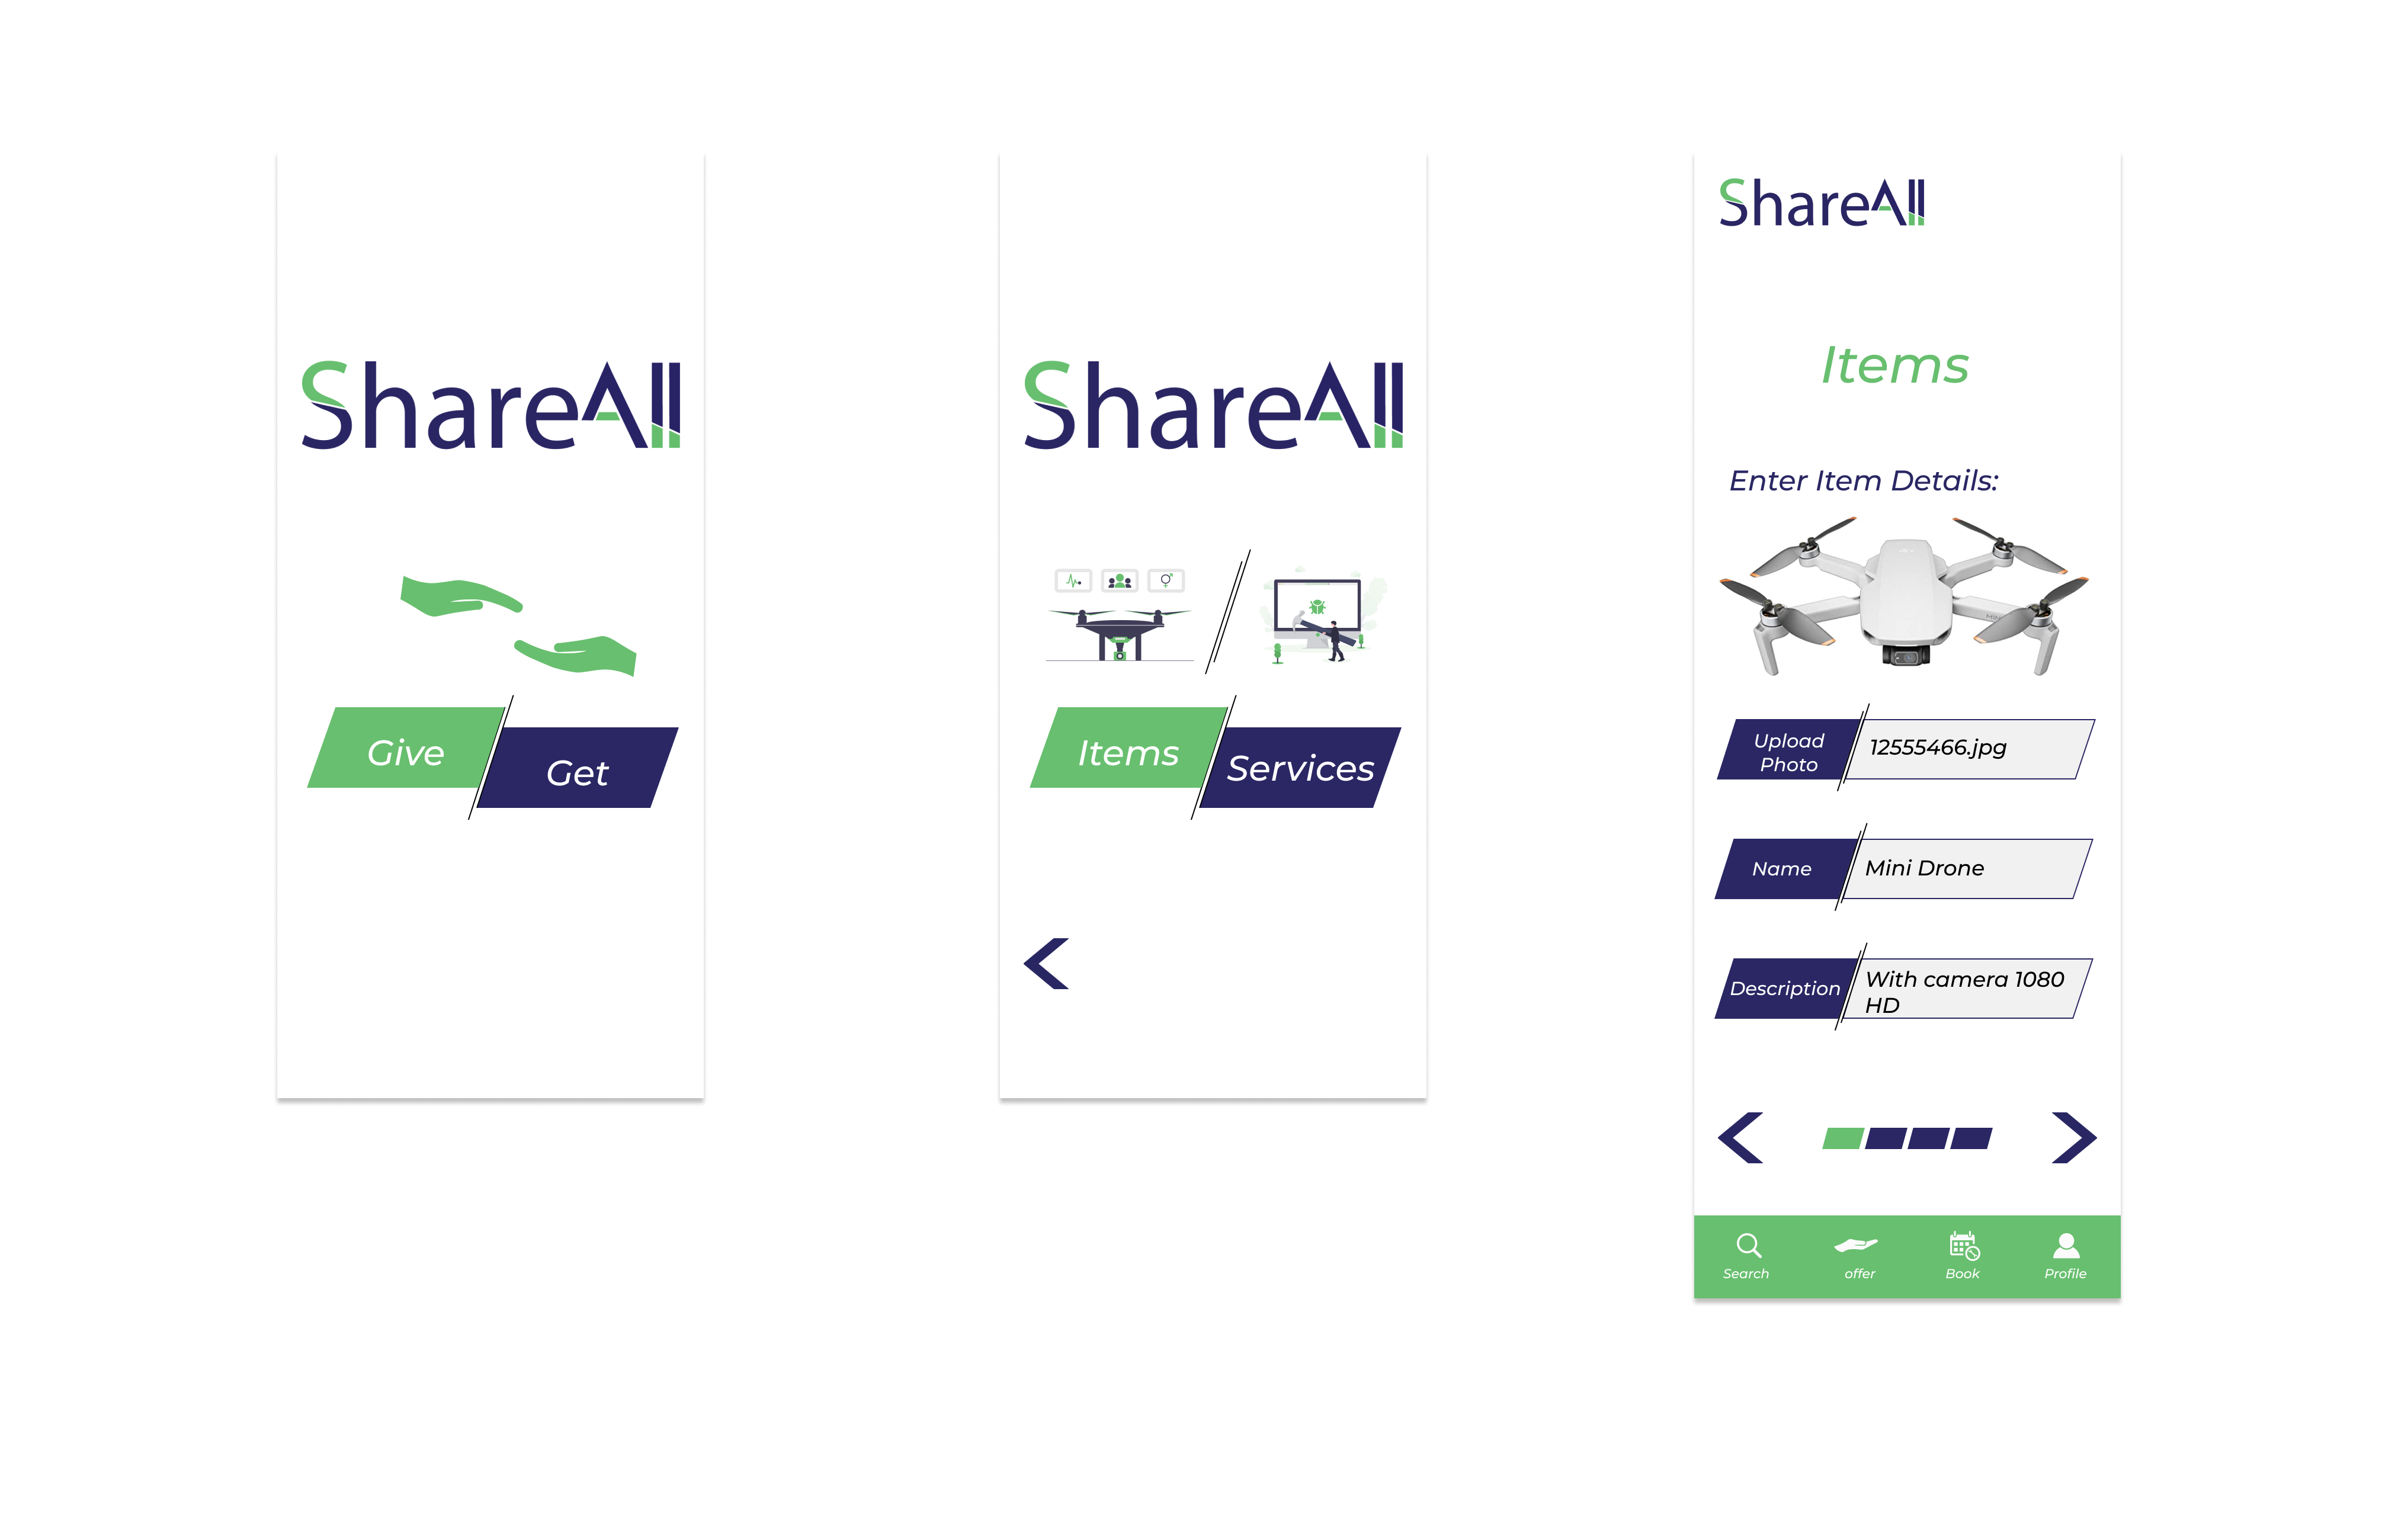 ShareAll
Give
Get
ShareAll
Items
Services
ShareAll
Items
Enter Item Details:
Upload
Photo
12555466.jpg
Name
Mini Drone
Description
With camera 1080
HD
Search
offer
Book
Profile